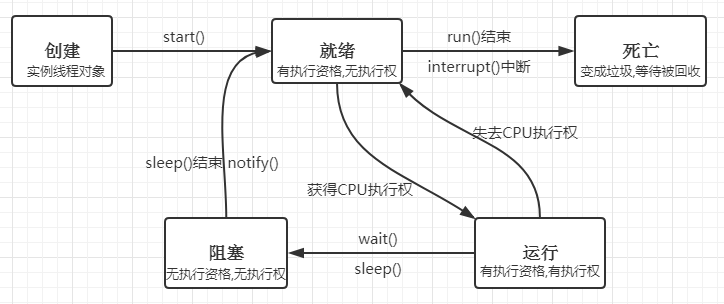 创建
实例线程对象
start()
就绪
有执行资格,无执行权
run()结束
interrupt()中断
死亡
变成垃圾,等待被回收
失去CPU执行权
sleep()结束 notify()
获得CPU执行权
阻塞
无执行资格,无执行权
wait()
sleep()
运行
有执行资格,有执行权